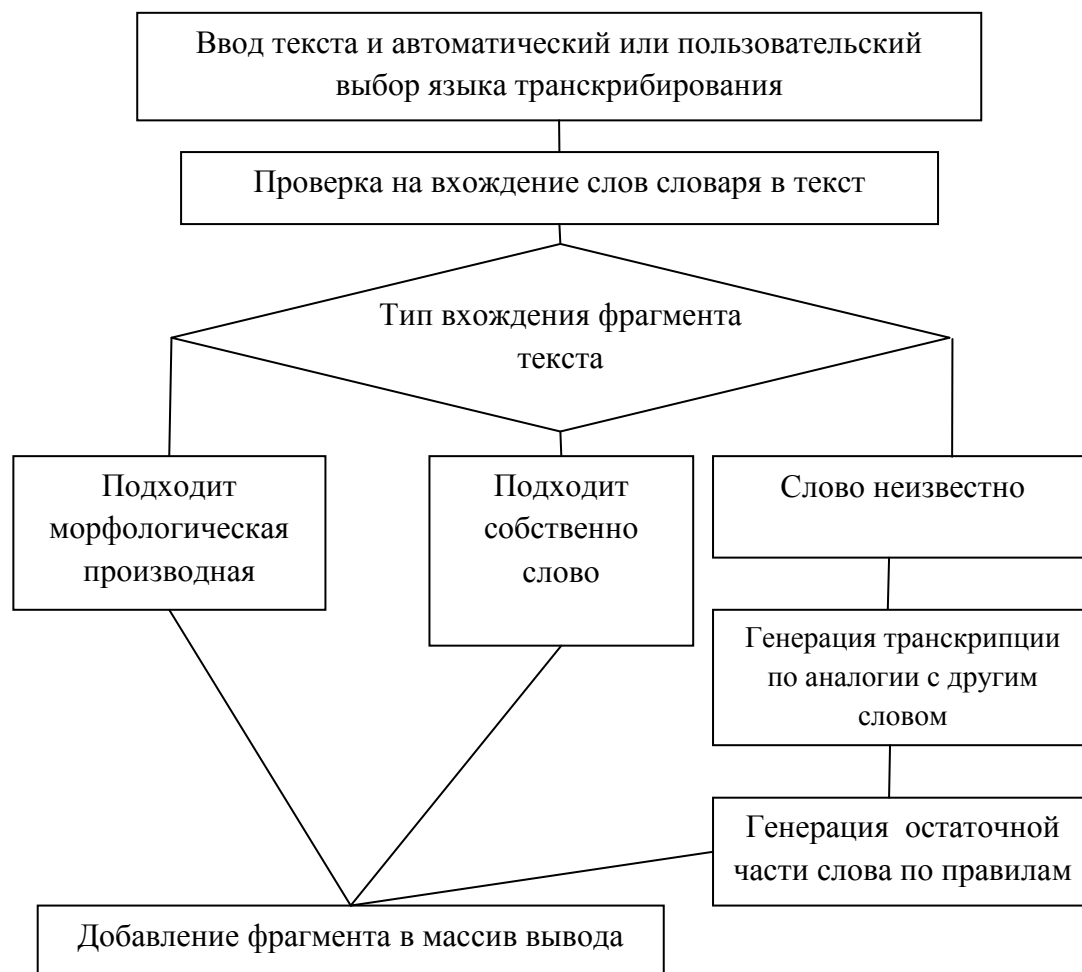 Ввод текста и автоматический или пользовательский
выбор языка транскрибирования
Проверка на вхождение слов словаря в текст
Тип вхождения фрагмента
текста
Подходит
морфологическая
производная
Подходит
собственно
слово
Слово неизвестно
Генерация транскрипции
по аналогии с другим
словом
Генерация остаточной
части слова по правилам
Добавление фрагмента в массив вывода